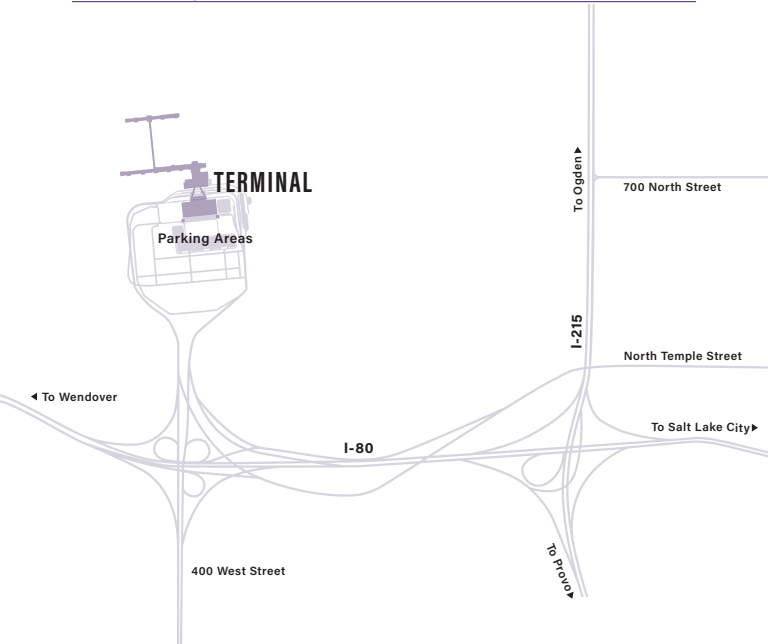 To Ogden
TERMINAL
700 North Street
Parking Areas
I-215
North Temple Street
To Wendover
To Salt Lake City
I-80
To Provo
400 West Street